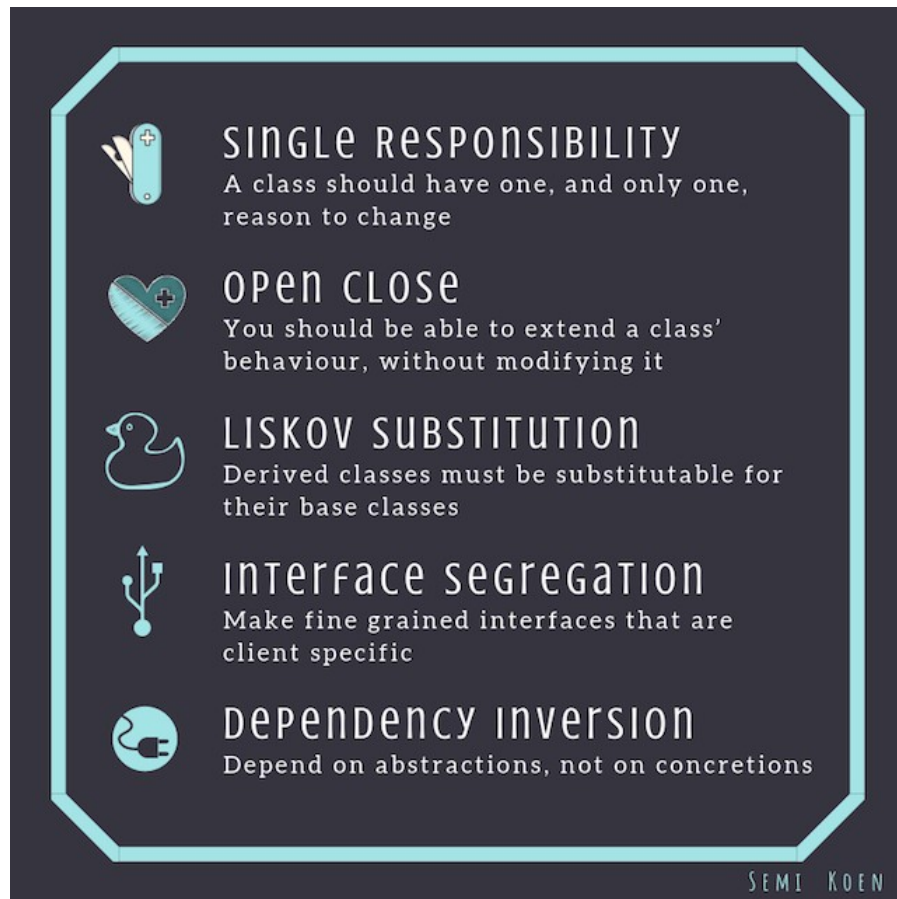 Single Responsibility
A class should have one, and only one,
reason to change
Open Close
You should be able to extend a class’
behaviour, without modifying it
Liskov Substitution
Derived classes must be substitutable for
their base classes
Interface Segregation
Make fine grained interfaces that are
client specific
Dependency Inversion
Depend on abstractions, not on concretions
Semi Koen